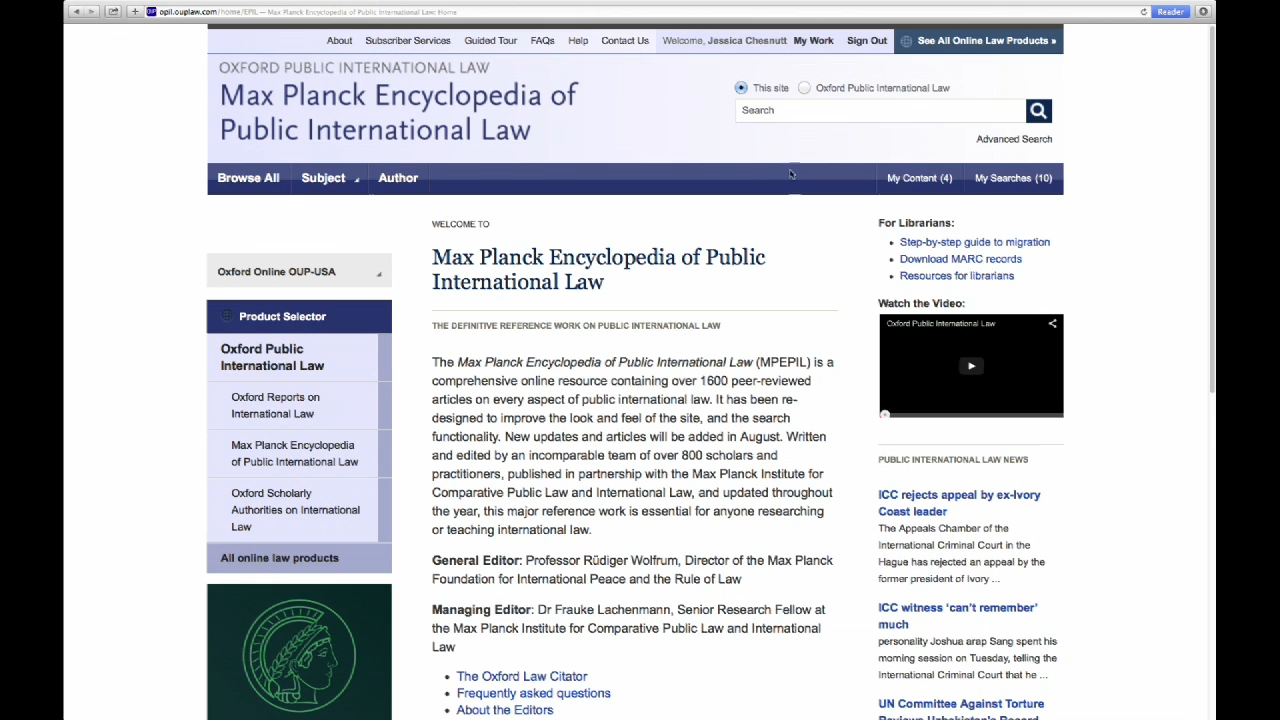 opil.ouplaw.com/home/EPIL — Max Planck Encyclopedia of Public International Law: Home
Reader
About Subscriber Services Guided Tour FAQs Help Contact Us Welcome, Jessica Chesnutt My Work Sign Out See All Online Law Products »
OXFORD PUBLIC INTERNATIONAL LAW
Max Planck Encyclopedia of
Public International Law
This site Oxford Public International Law
Search
Advanced Search
Browse All Subject Author My Content (4) My Searches (10)
Oxford Online OUP-USA
Product Selector
Oxford Public
International Law
Oxford Reports on
International Law
Max Planck Encyclopedia
of Public International Law
Oxford Scholarly
Authorities on International
Law
All online law products
WELCOME TO
Max Planck Encyclopedia of Public
International Law
THE DEFINITIVE REFERENCE WORK ON PUBLIC INTERNATIONAL LAW
The Max Planck Encyclopedia of Public International Law (MPEPIL) is a
comprehensive online resource containing over 1600 peer-reviewed
articles on every aspect of public international law. It has been re-
designed to improve the look and feel of the site, and the search
functionality. New updates and articles will be added in August. Written
and edited by an incomparable team of over 800 scholars and
practitioners, published in partnership with the Max Planck Institute for
Comparative Public Law and International Law, and updated throughout
the year, this major reference work is essential for anyone researching
or teaching international law.
General Editor: Professor Rüdiger Wolfrum, Director of the Max Planck
Foundation for International Peace and the Rule of Law
Managing Editor: Dr Frauke Lachenmann, Senior Research Fellow at
the Max Planck Institute for Comparative Public Law and International
Law
The Oxford Law Citator
Frequently asked questions
About the Editors
For Librarians:
Step-by-step guide to migration
Download MARC records
Resources for librarians
Watch the Video:
Oxford Public International Law
PUBLIC INTERNATIONAL LAW NEWS
ICC rejects appeal by ex-Ivory
Coast leader
The Appeals Chamber of the
International Criminal Court in the
Hague has rejected an appeal by the
former president of Ivory ...
ICC witness ‘can’t remember’
much
personality Joshua arap Sang spent his
morning session on Tuesday, telling the
International Criminal Court that he ...
UN Committee Against Torture
Reviews Uzbekistan's Record